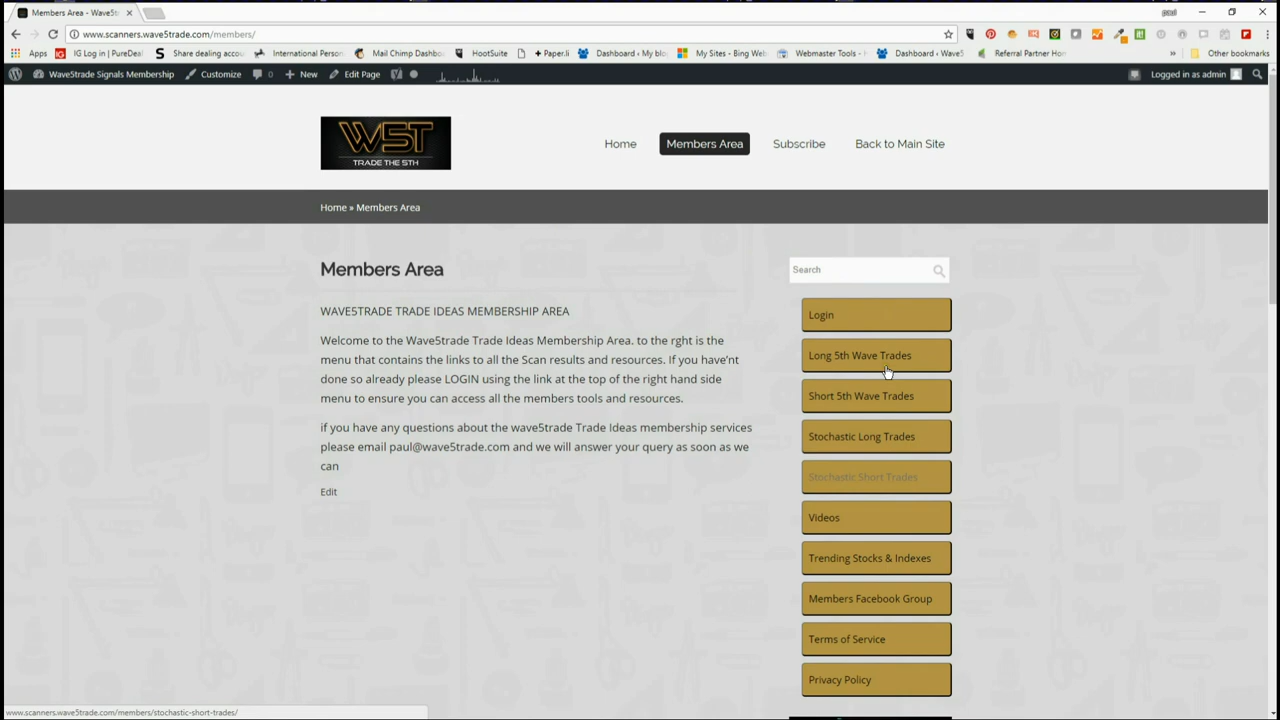 Members Area - Wave5t
paul
www.scanners.wave5trade.com/members/
Apps
IG Log in | PureDeal
Share dealing accou
International Person
Mail Chimp Dashbo
HootSuite
+ Paper.li
Dashboard ‹ My blo
My Sites - Bing Web
Webmaster Tools -
Dashboard ‹ Wave5
Referral Partner Hom
»
Other bookmarks
Wave5trade Signals Membership
Customize
0
New
Edit Page
Logged in as admin
W5T
TRADE THE 5TH
Home
Members Area
Subscribe
Back to Main Site
Home » Members Area
Members Area
WAVE5TRADE TRADE IDEAS MEMBERSHIP AREA
Welcome to the Wave5trade Trade Ideas Membership Area. to the rght is the
menu that contains the links to all the Scan results and resources. If you have'nt
done so already please LOGIN using the link at the top of the right hand side
menu to ensure you can access all the members tools and resources.
if you have any questions about the wave5trade Trade Ideas membership services
please email paul@wave5trade.com and we will answer your query as soon as we
can
Edit
Search
Login
Long 5th Wave Trades
Short 5th Wave Trades
Stochastic Long Trades
Stochastic Short Trades
Videos
Trending Stocks & Indexes
Members Facebook Group
Terms of Service
Privacy Policy
www.scanners.wave5trade.com/members/stochastic-short-trades/